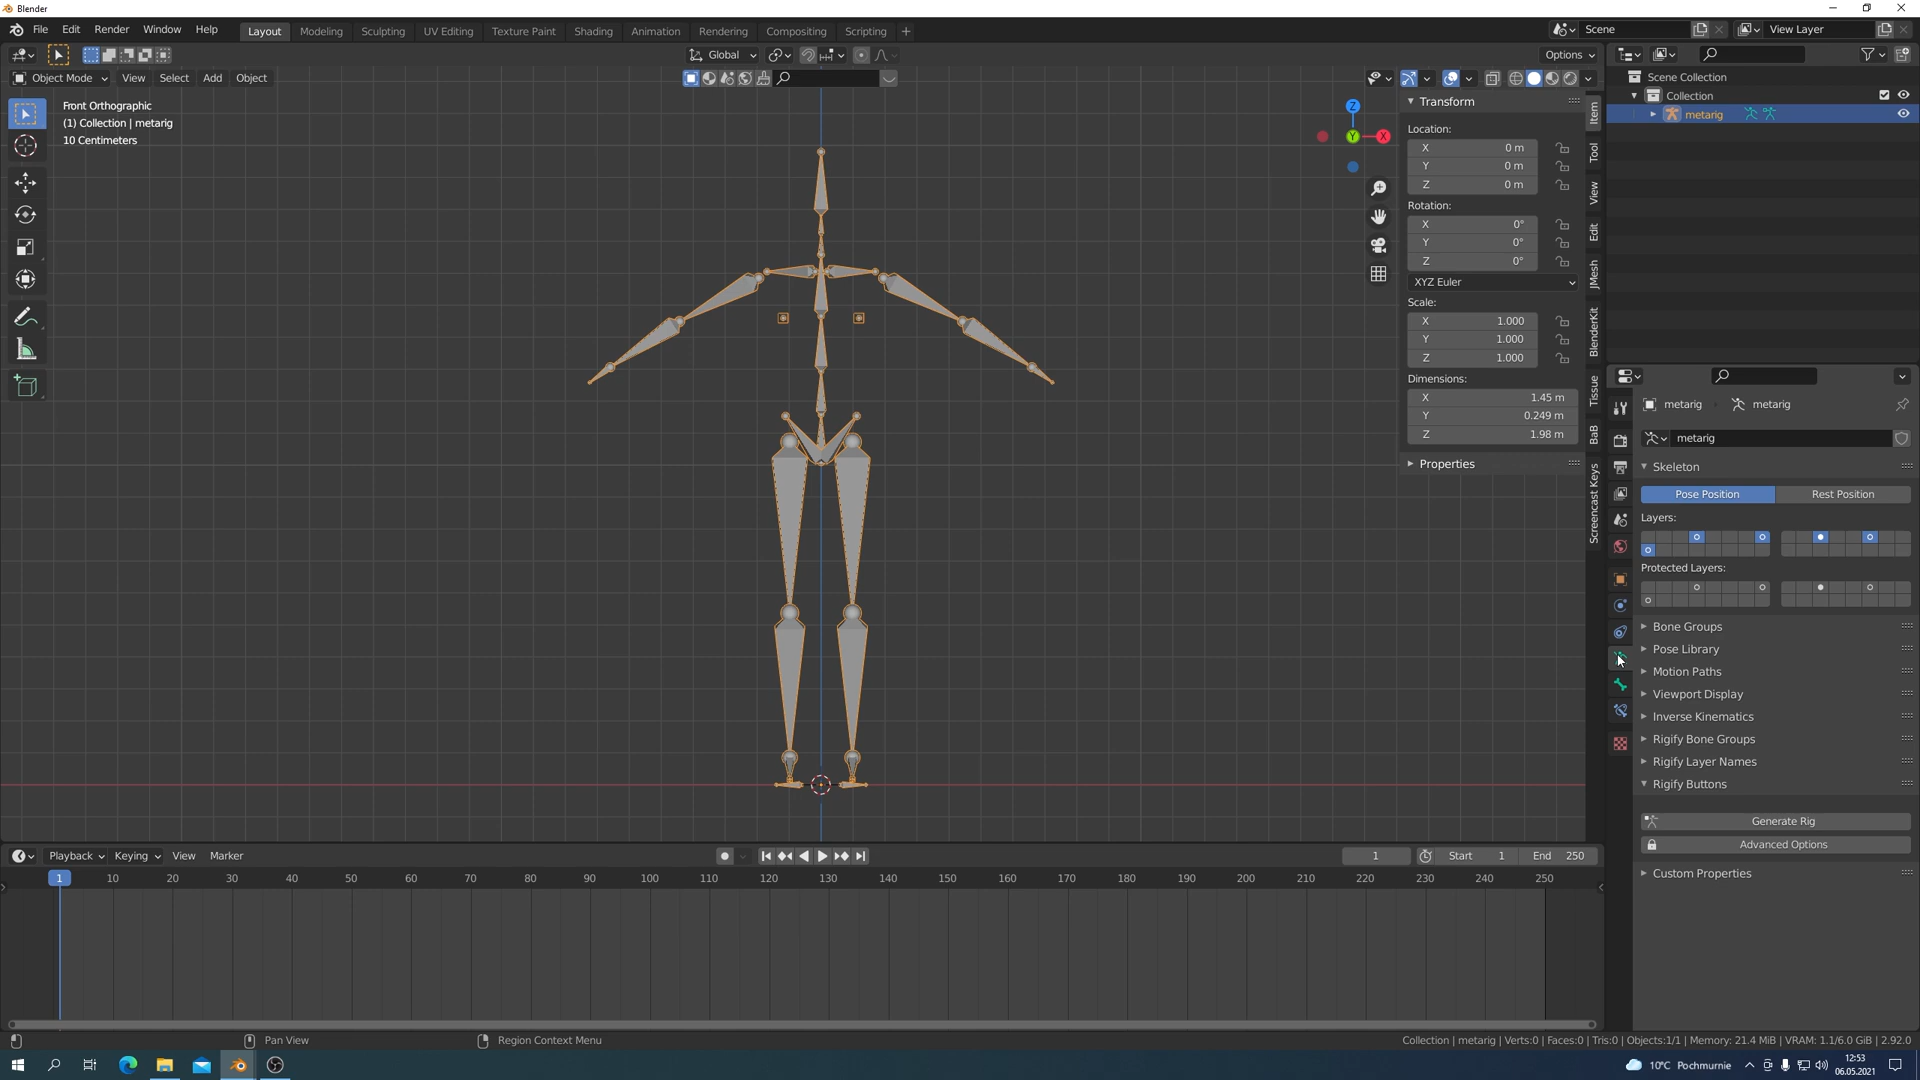 Blender
File Edit Render Window Help Layout Modeling Sculpting UV Editing Texture Paint Shading Animation Rendering Compositing Scripting + Scene View Layer
Global Options
Object Mode View Select Add Object
Front Orthographic
(1) Collection | metarig
10 Centimeters
Z
Y
X
Transform
Location:
X 0 m
Y 0 m
Z 0 m
Rotation:
X 0°
Y 0°
Z 0°
XYZ Euler
Scale:
X 1.000
Y 1.000
Z 1.000
Dimensions:
X 1.45 m
Y 0.249 m
Z 1.98 m
Properties
Item
Tool
View
Edit
JMesh
BlenderKit
Tissue
BaB
Screencast Keys
Scene Collection
Collection
metarig
metarig metarig
metarig
Skeleton
Pose Position Rest Position
Layers:
Protected Layers:
Bone Groups
Pose Library
Motion Paths
Viewport Display
Inverse Kinematics
Rigify Bone Groups
Rigify Layer Names
Rigify Buttons
Generate Rig
Advanced Options
Custom Properties
Playback Keying View Marker 1 Start 1 End 250
1 10 20 30 40 50 60 70 80 90 100 110 120 130 140 150 160 170 180 190 200 210 220 230 240 250
Pan View Region Context Menu Collection | metarig | Verts:0 | Faces:0 | Tris:0 | Objects:1/1 | Memory: 21.4 MiB | VRAM: 1.1/6.0 GiB | 2.92.0
10°C Pochmurnie
12:53
06.05.2021